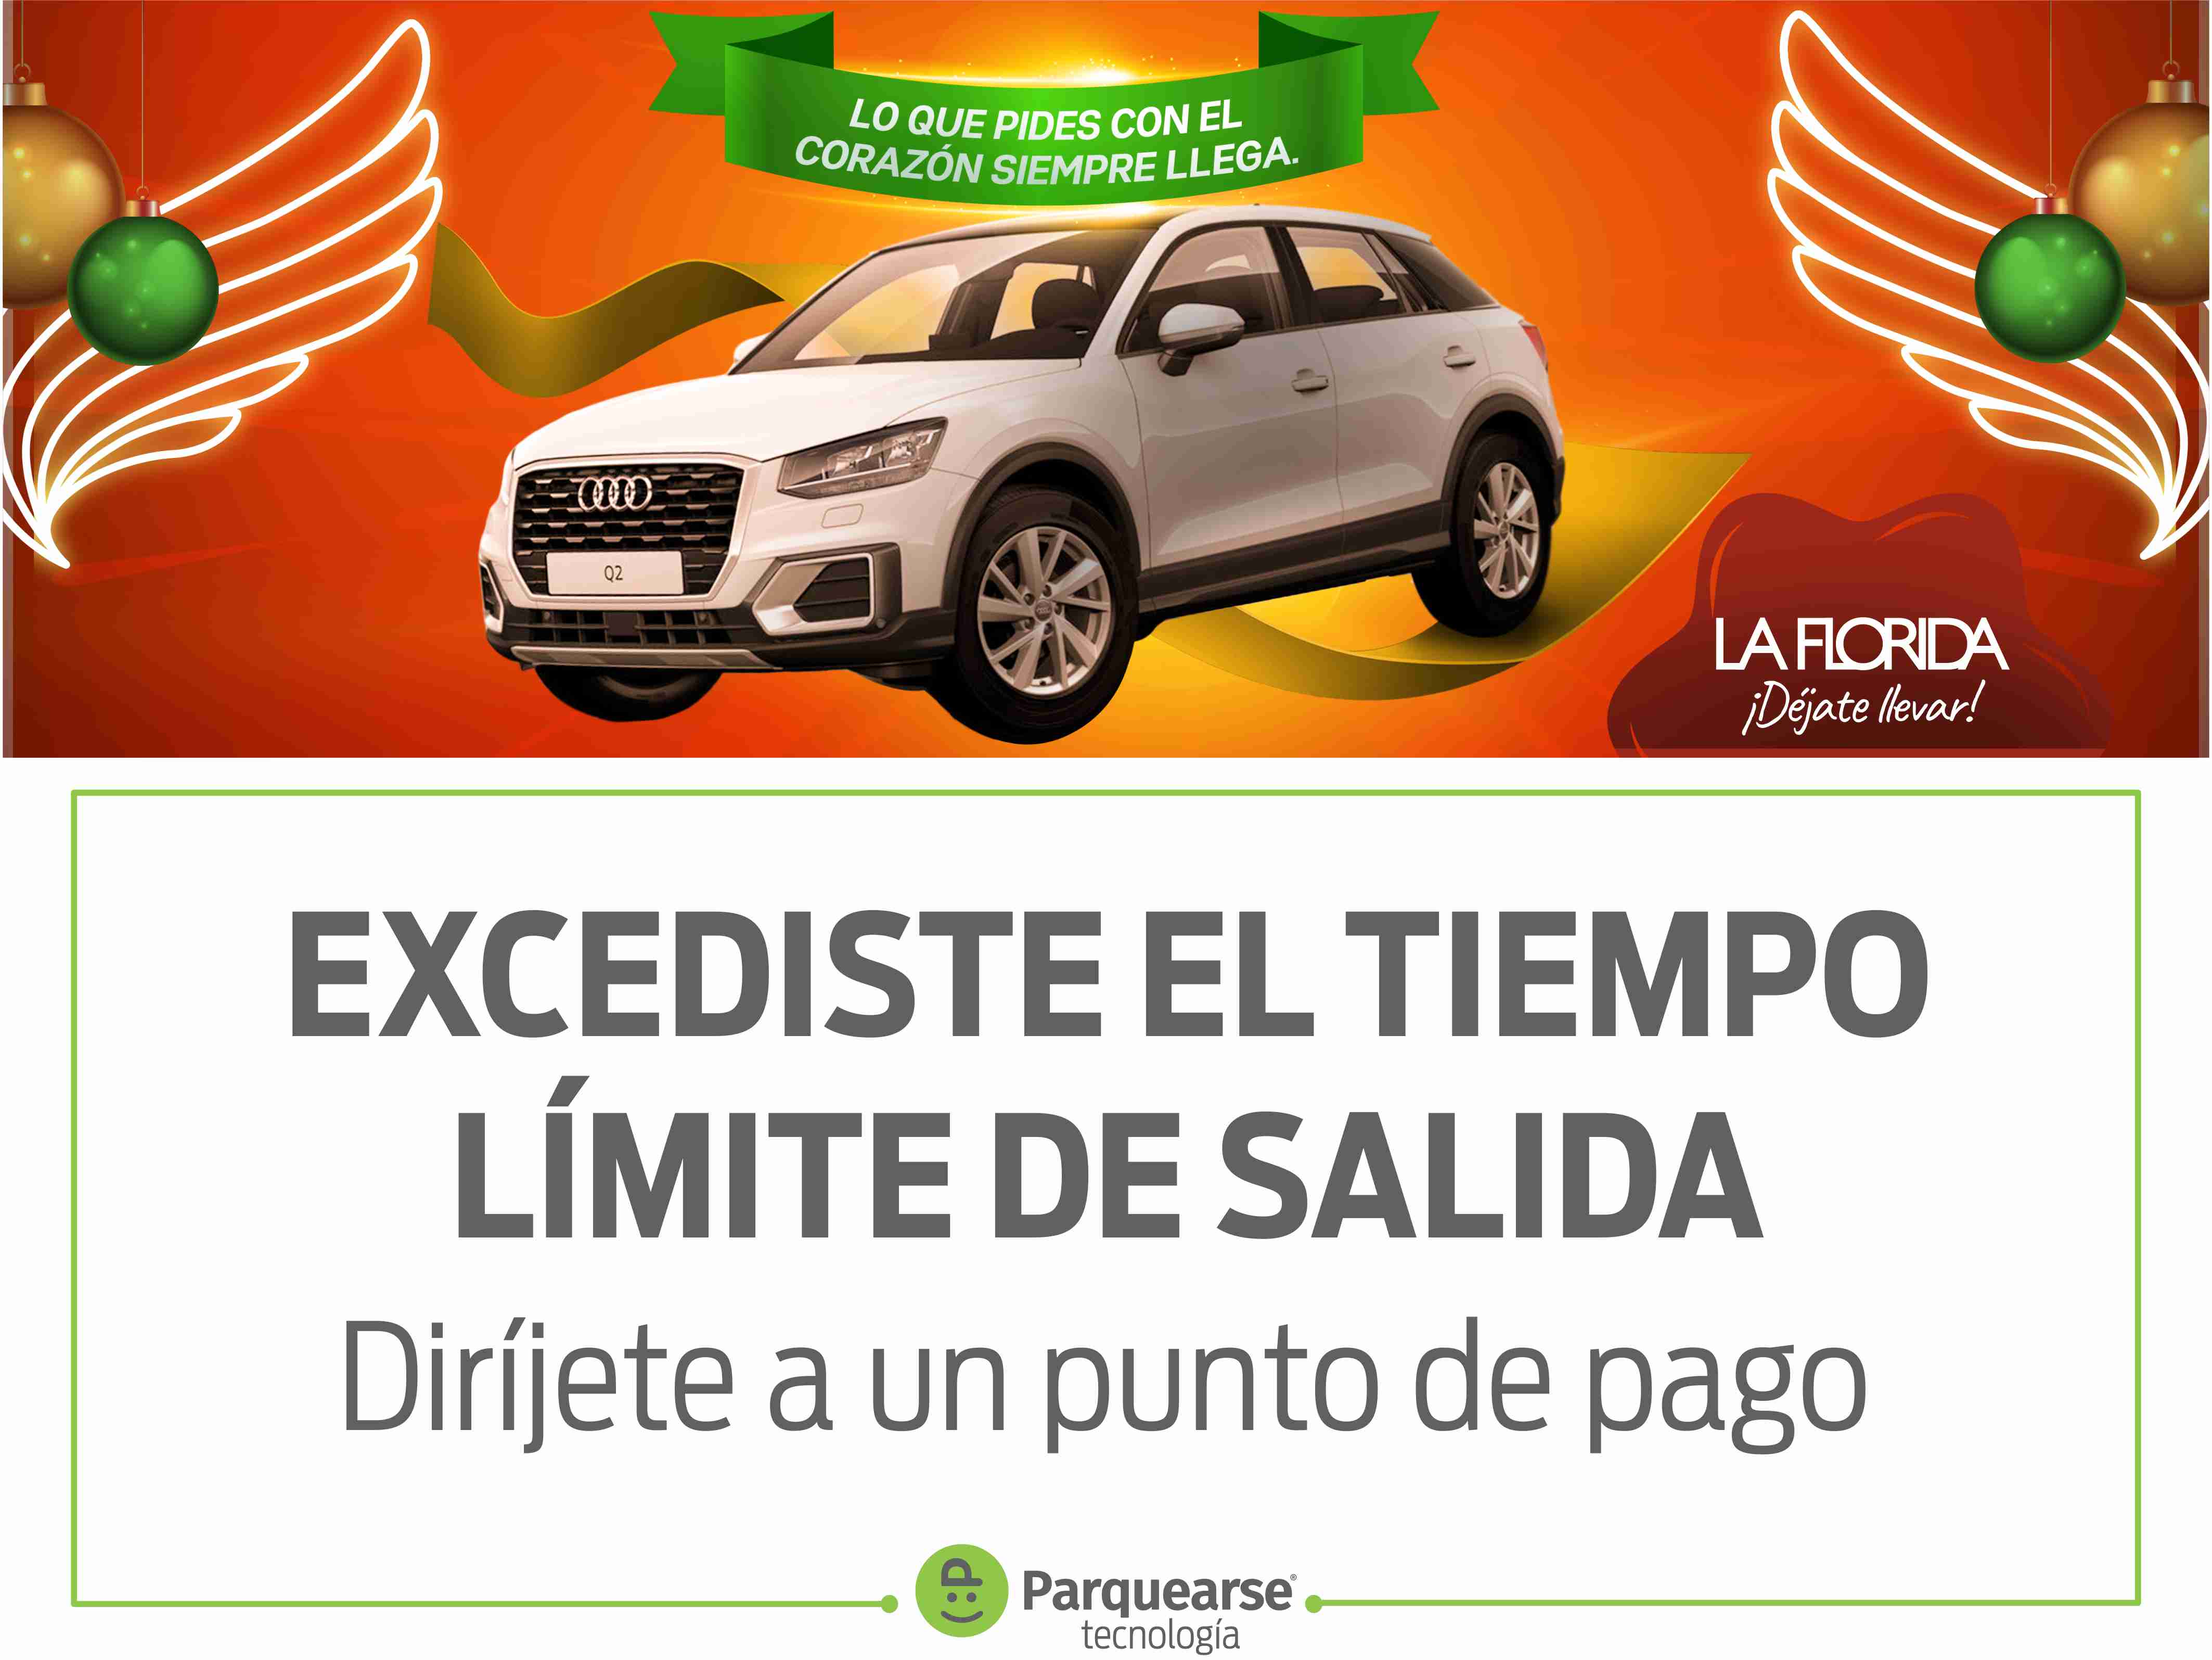 LO QUE PIDES CON EL
CORAZÓN SIEMPRE LLEGA.
Q2
LA FLORIDA
¡Déjate llevar!
EXCEDISTE EL TIEMPO
LÍMITE DE SALIDA
Diríjete a un punto de pago
Parquearse®
tecnología